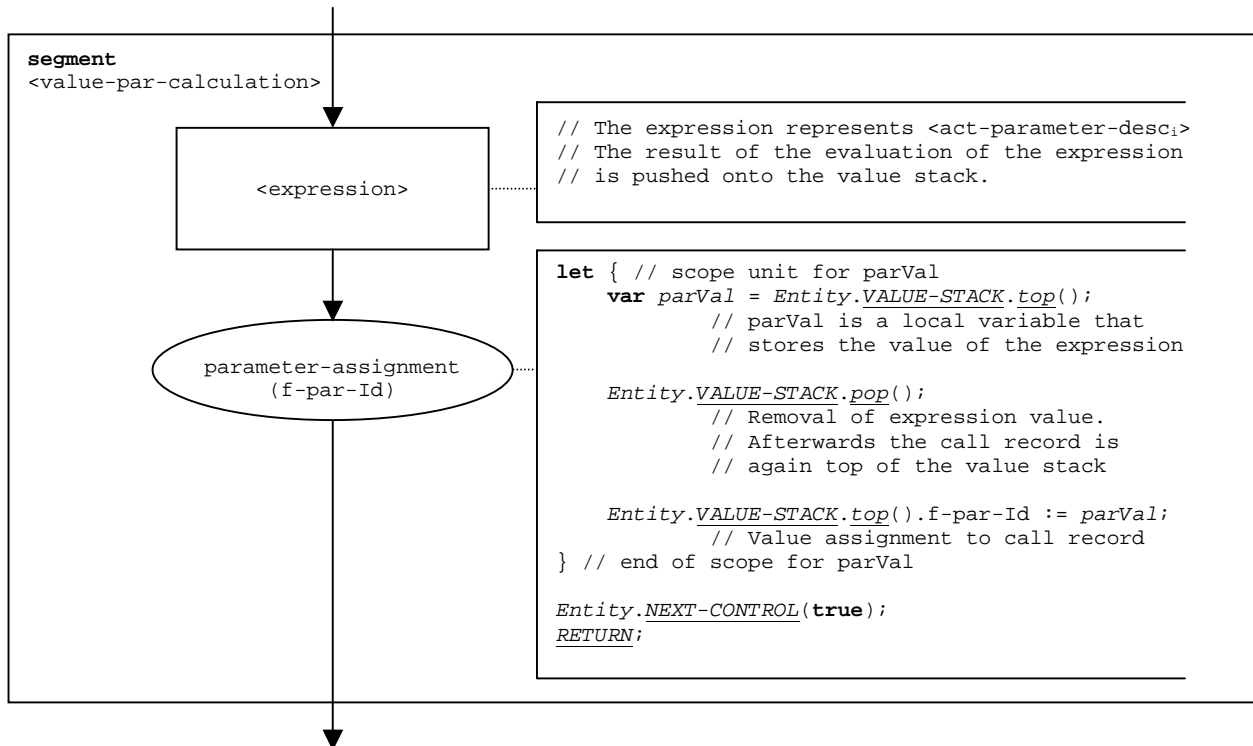 segment
<value-par-calculation>
<expression>
// The expression represents <act-parameter-descᵢ>
// The result of the evaluation of the expression
// is pushed onto the value stack.
parameter-assignment
(f-par-Id)
let { // scope unit for parVal
var parVal = Entity.VALUE-STACK.top();
// parVal is a local variable that
// stores the value of the expression
Entity.VALUE-STACK.pop();
// Removal of expression value.
// Afterwards the call record is
// again top of the value stack
Entity.VALUE-STACK.top().f-par-Id := parVal;
// Value assignment to call record
} // end of scope for parVal
Entity.NEXT-CONTROL(true);
RETURN;